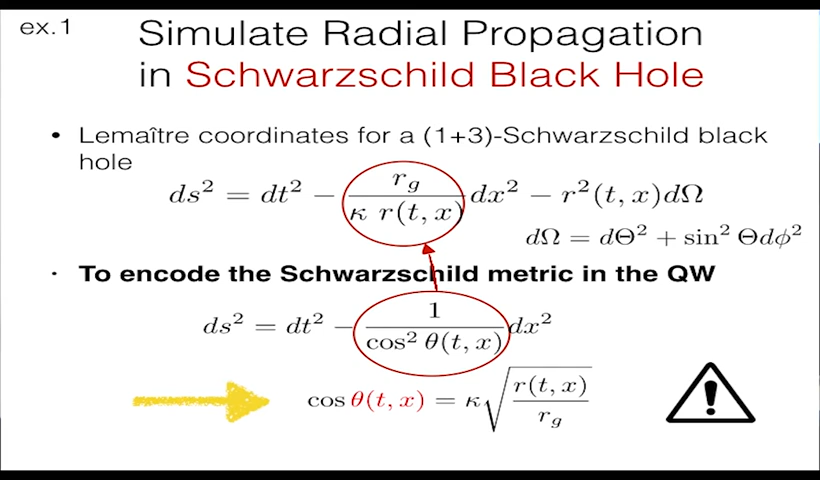 ex.1
Simulate Radial Propagation
in Schwarzschild Black Hole
• Lemaître coordinates for a (1+3)-Schwarzschild black
hole
ds² = dt² − r_g / (κ r(t, x)) dx² − r²(t, x)dΩ
dΩ = dΘ² + sin² Θdϕ²
· To encode the Schwarzschild metric in the QW
ds² = dt² − 1 / (cos² θ(t, x)) dx²
cos θ(t, x) = κ√(r(t, x) / r_g)
!